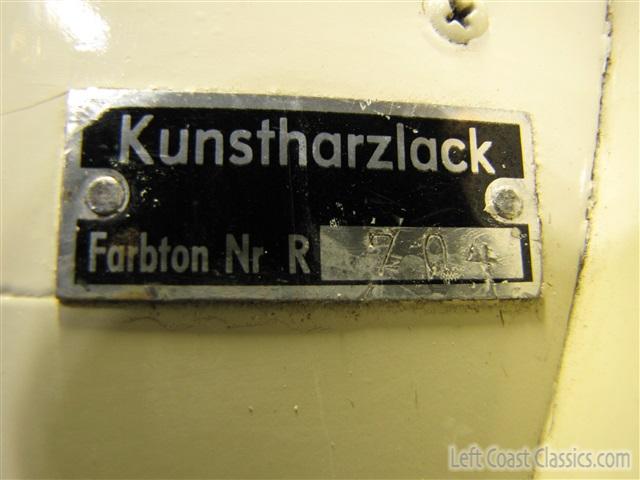 Kunstharzlack
Farbton Nr R 704
Left Coast Classics.com